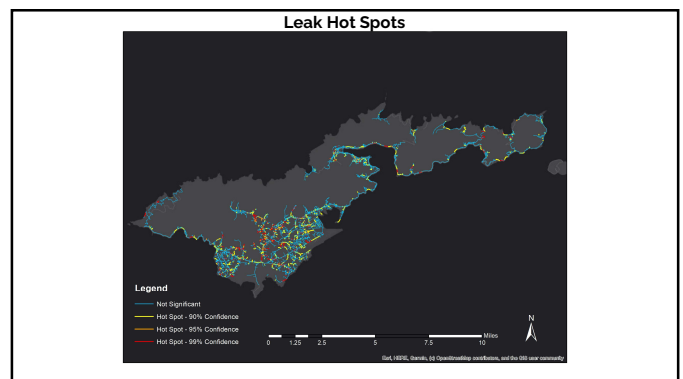 Leak Hot Spots
Legend
Not Significant
Hot Spot - 90% Confidence
Hot Spot - 95% Confidence
Hot Spot - 99% Confidence
0 1.25 2.5 5 7.5 10 Miles
N
Esri, HERE, Garmin, (c) OpenStreetMap contributors, and the GIS user community